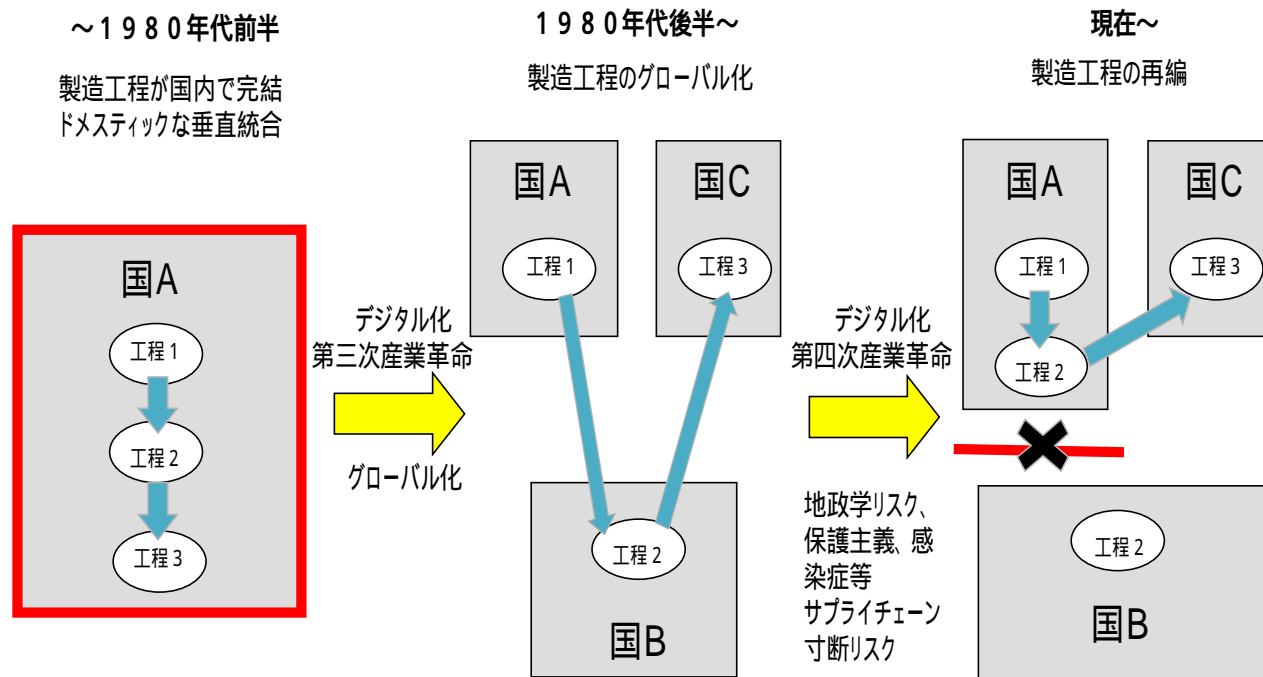 ～１９８０年代前半
製造工程が国内で完結
ドメスティックな垂直統合
国A
工程１
工程２
工程３
デジタル化
第三次産業革命
グローバル化
１９８０年代後半～
製造工程のグローバル化
国A
国C
工程１
工程３
工程２
国B
デジタル化
第四次産業革命
地政学リスク、
保護主義、感
染症等
サプライチェーン
寸断リスク
現在～
製造工程の再編
国A
国C
工程１
工程３
工程２
工程２
国B